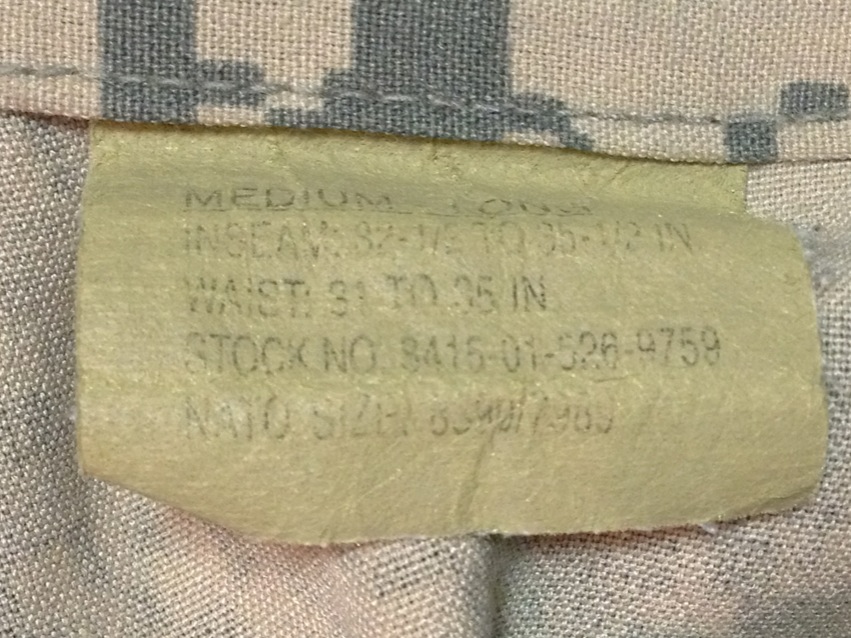 MEDIUM LONG
INSEAM: 32-1/2 TO 35-1/2 IN
WAIST: 31 TO 35 IN
STOCK NO. 8415-01-526-9759
NATO SIZE: